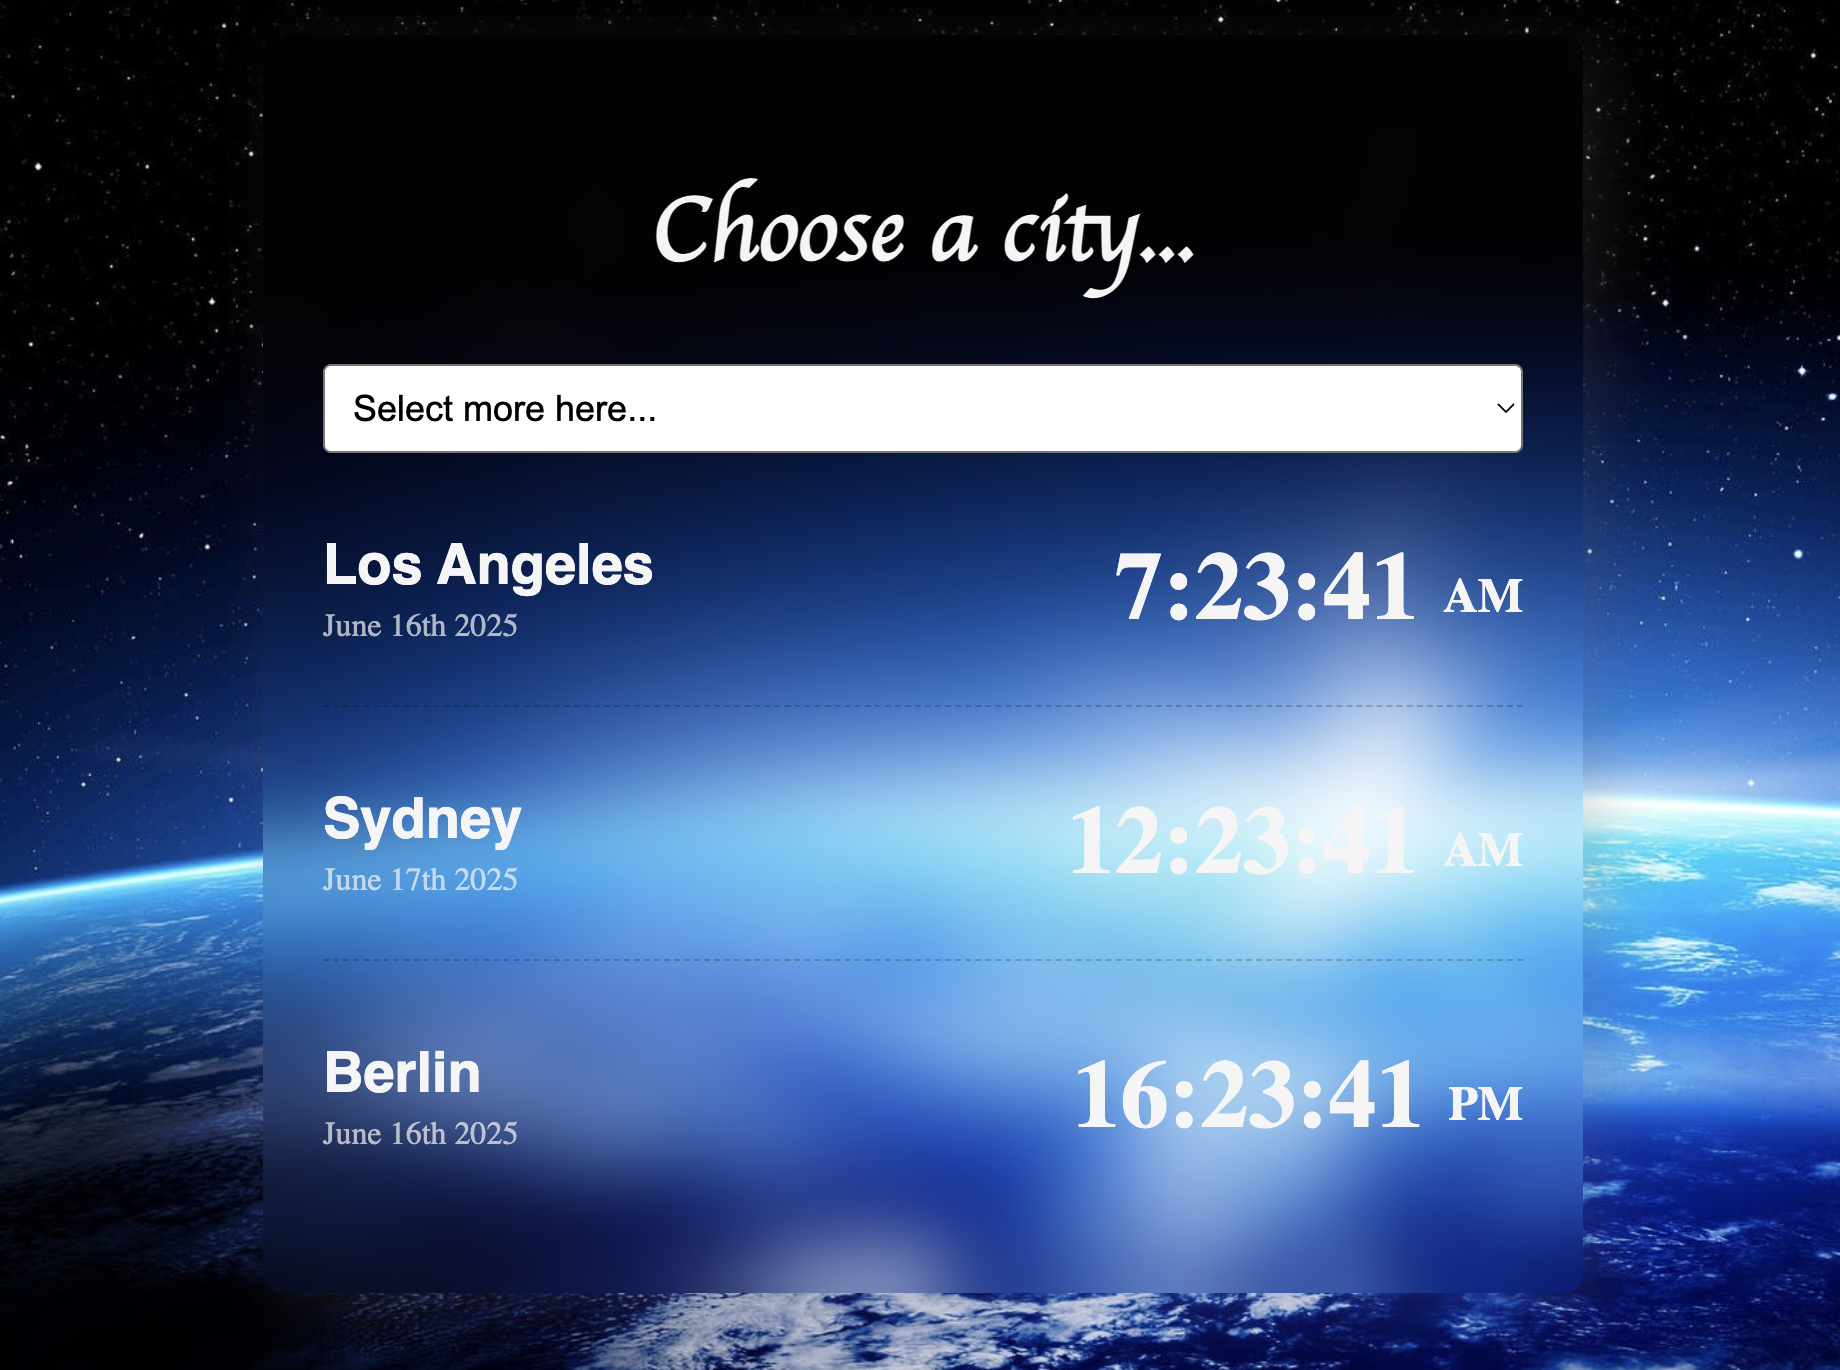 Choose a city...
Select more here...
Los Angeles
7:23:41 AM
June 16th 2025
Sydney
12:23:41 AM
June 17th 2025
Berlin
16:23:41 PM
June 16th 2025